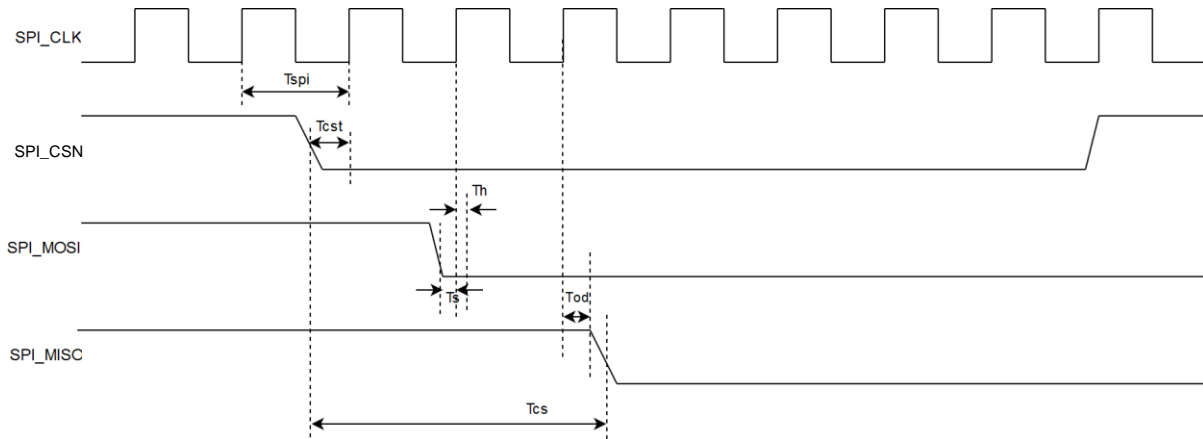 SPI_CLK
Tspi
Tcst
SPI_CSN
Th
SPI_MOSI
Ts
Tod
SPI_MISO
Tcs